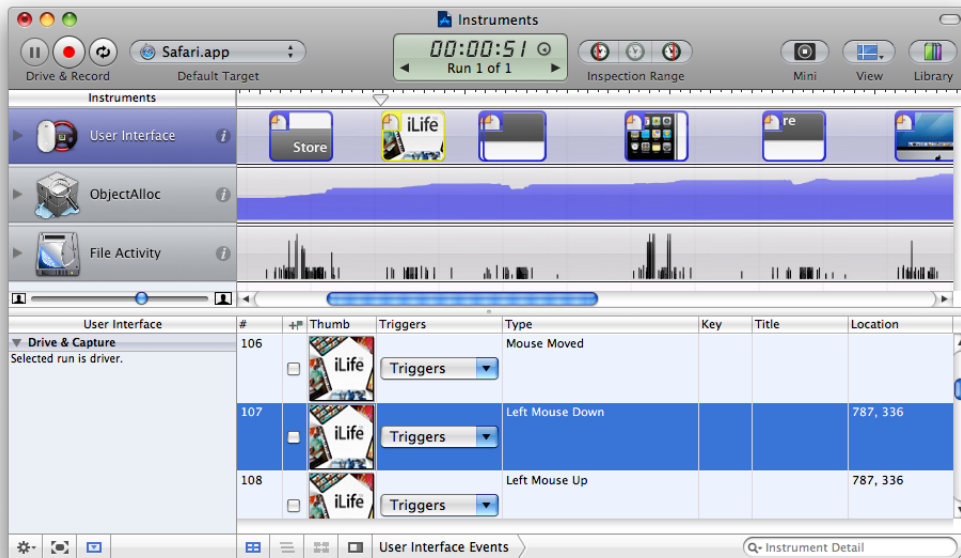 Instruments
Safari.app
00:00:51
Run 1 of 1
Drive & Record
Default Target
Inspection Range
Mini
View
Library
Instruments
User Interface
Store
iLife
re
ObjectAlloc
File Activity
User Interface
# Thumb Triggers Type Key Title Location
Drive & Capture
Selected run is driver.
106 iLife Triggers Mouse Moved
107 iLife Triggers Left Mouse Down 787, 336
108 iLife Triggers Left Mouse Up 787, 336
User Interface Events
Instrument Detail